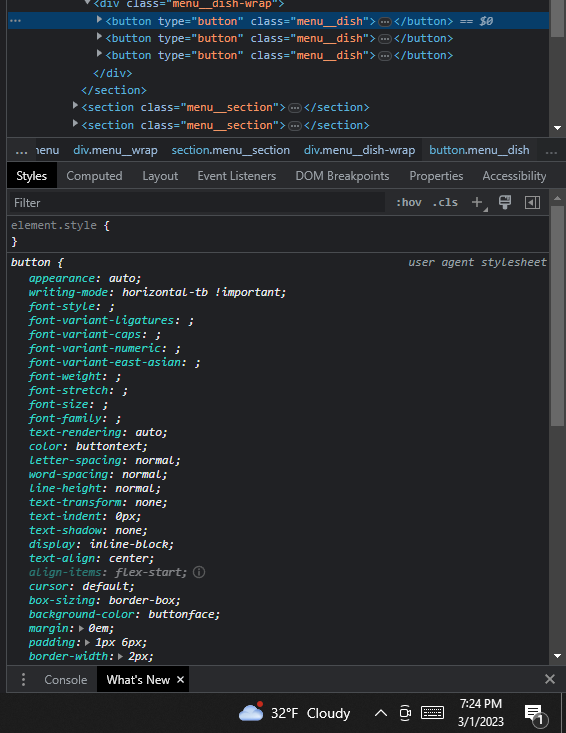 <div class="menu__dish-wrap">
··· <button type="button" class="menu__dish"> … </button> == $0
<button type="button" class="menu__dish"> … </button>
<button type="button" class="menu__dish"> … </button>
</div>
</section>
<section class="menu__section"> … </section>
<section class="menu__section"> … </section>
... menu div.menu__wrap section.menu__section div.menu__dish-wrap button.menu__dish ...
Styles Computed Layout Event Listeners DOM Breakpoints Properties Accessibility
Filter :hov .cls +
element.style {
}
button { user agent stylesheet
appearance: auto;
writing-mode: horizontal-tb !important;
font-style: ;
font-variant-ligatures: ;
font-variant-caps: ;
font-variant-numeric: ;
font-variant-east-asian: ;
font-weight: ;
font-stretch: ;
font-size: ;
font-family: ;
text-rendering: auto;
color: buttontext;
letter-spacing: normal;
word-spacing: normal;
line-height: normal;
text-transform: none;
text-indent: 0px;
text-shadow: none;
display: inline-block;
text-align: center;
align-items: flex-start;
cursor: default;
box-sizing: border-box;
background-color: buttonface;
margin: 0em;
padding: 1px 6px;
border-width: 2px;
Console What's New ×
32°F Cloudy 7:24 PM
3/1/2023 1